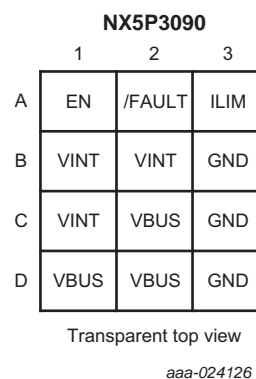 NX5P3090
1 2 3
A EN /FAULT ILIM
B VINT VINT GND
C VINT VBUS GND
D VBUS VBUS GND
Transparent top view
aaa-024126